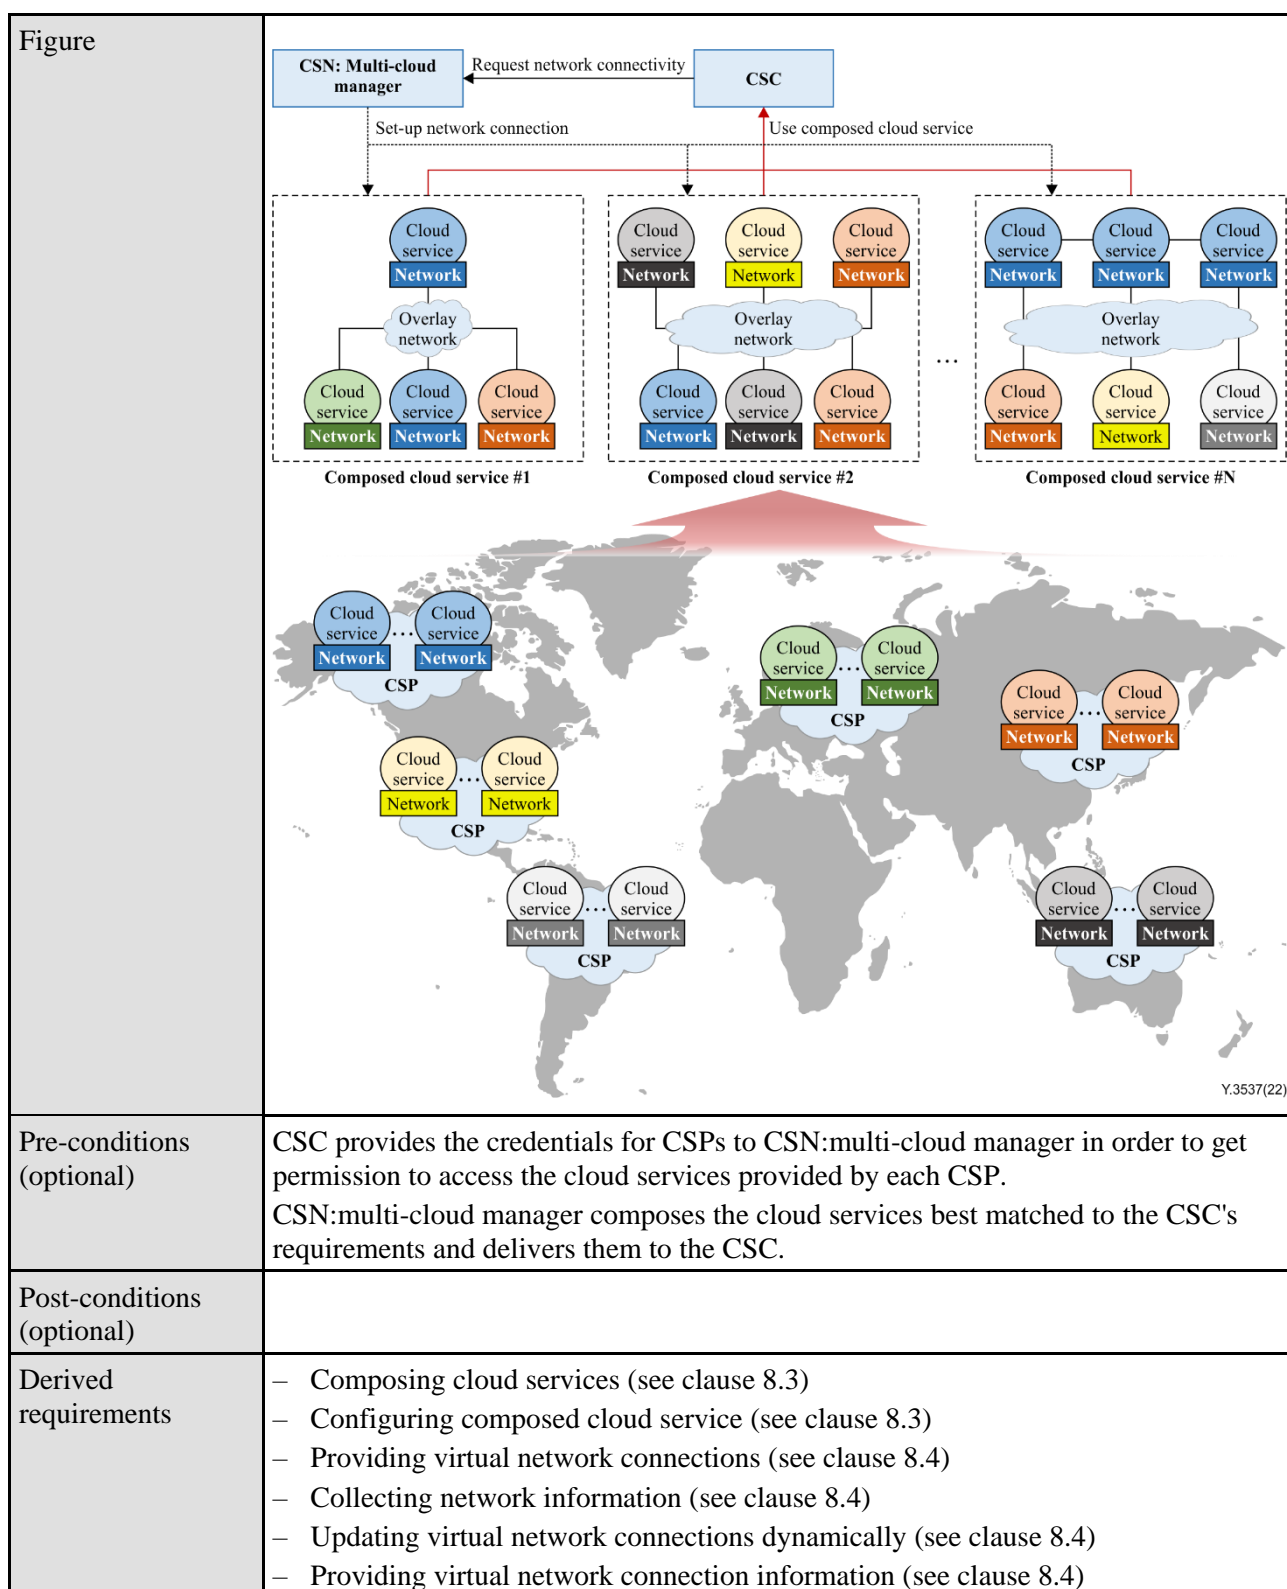 Figure
CSN: Multi-cloud
manager
Request network connectivity
CSC
Set-up network connection
Use composed cloud service
Cloud
service
Network
Overlay
network
Cloud
service
Network
Cloud
service
Network
Cloud
service
Network
Composed cloud service #1
Cloud
service
Network
Cloud
service
Network
Cloud
service
Network
Overlay
network
Cloud
service
Network
Cloud
service
Network
Cloud
service
Network
Composed cloud service #2
...
Cloud
service
Network
Cloud
service
Network
Cloud
service
Network
Overlay
network
Cloud
service
Network
Cloud
service
Network
Cloud
service
Network
Composed cloud service #N
Cloud
service
Network
...
Cloud
service
Network
CSP
Cloud
service
Network
...
Cloud
service
Network
CSP
Cloud
service
Network
...
Cloud
service
Network
CSP
Cloud
service
Network
...
Cloud
service
Network
CSP
Cloud
service
Network
...
Cloud
service
Network
CSP
Cloud
service
Network
...
Cloud
service
Network
CSP
Y.3537(22)
Pre-conditions
(optional)
CSC provides the credentials for CSPs to CSN:multi-cloud manager in order to get
permission to access the cloud services provided by each CSP.
CSN:multi-cloud manager composes the cloud services best matched to the CSC's
requirements and delivers them to the CSC.
Post-conditions
(optional)
Derived
requirements
– Composing cloud services (see clause 8.3)
– Configuring composed cloud service (see clause 8.3)
– Providing virtual network connections (see clause 8.4)
– Collecting network information (see clause 8.4)
– Updating virtual network connections dynamically (see clause 8.4)
– Providing virtual network connection information (see clause 8.4)